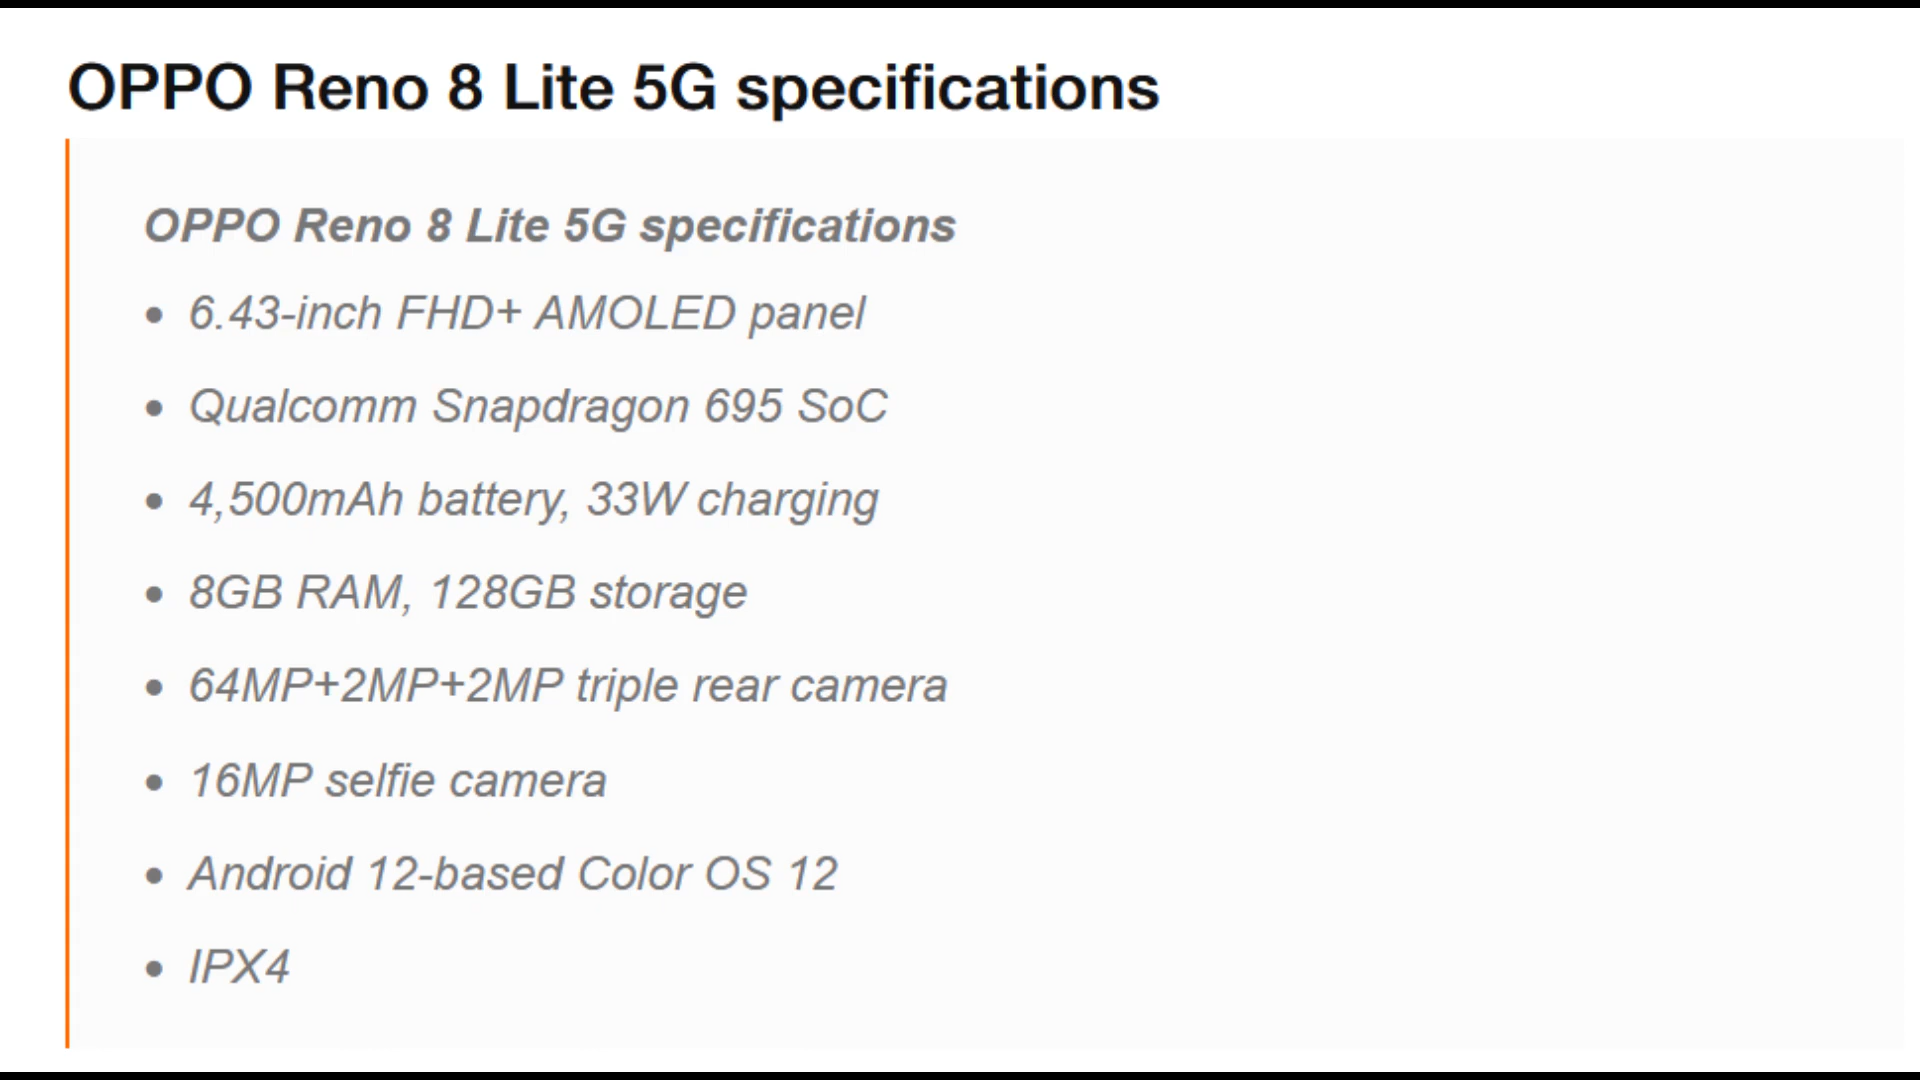 OPPO Reno 8 Lite 5G specifications
OPPO Reno 8 Lite 5G specifications
• 6.43-inch FHD+ AMOLED panel
• Qualcomm Snapdragon 695 SoC
• 4,500mAh battery, 33W charging
• 8GB RAM, 128GB storage
• 64MP+2MP+2MP triple rear camera
• 16MP selfie camera
• Android 12-based Color OS 12
• IPX4